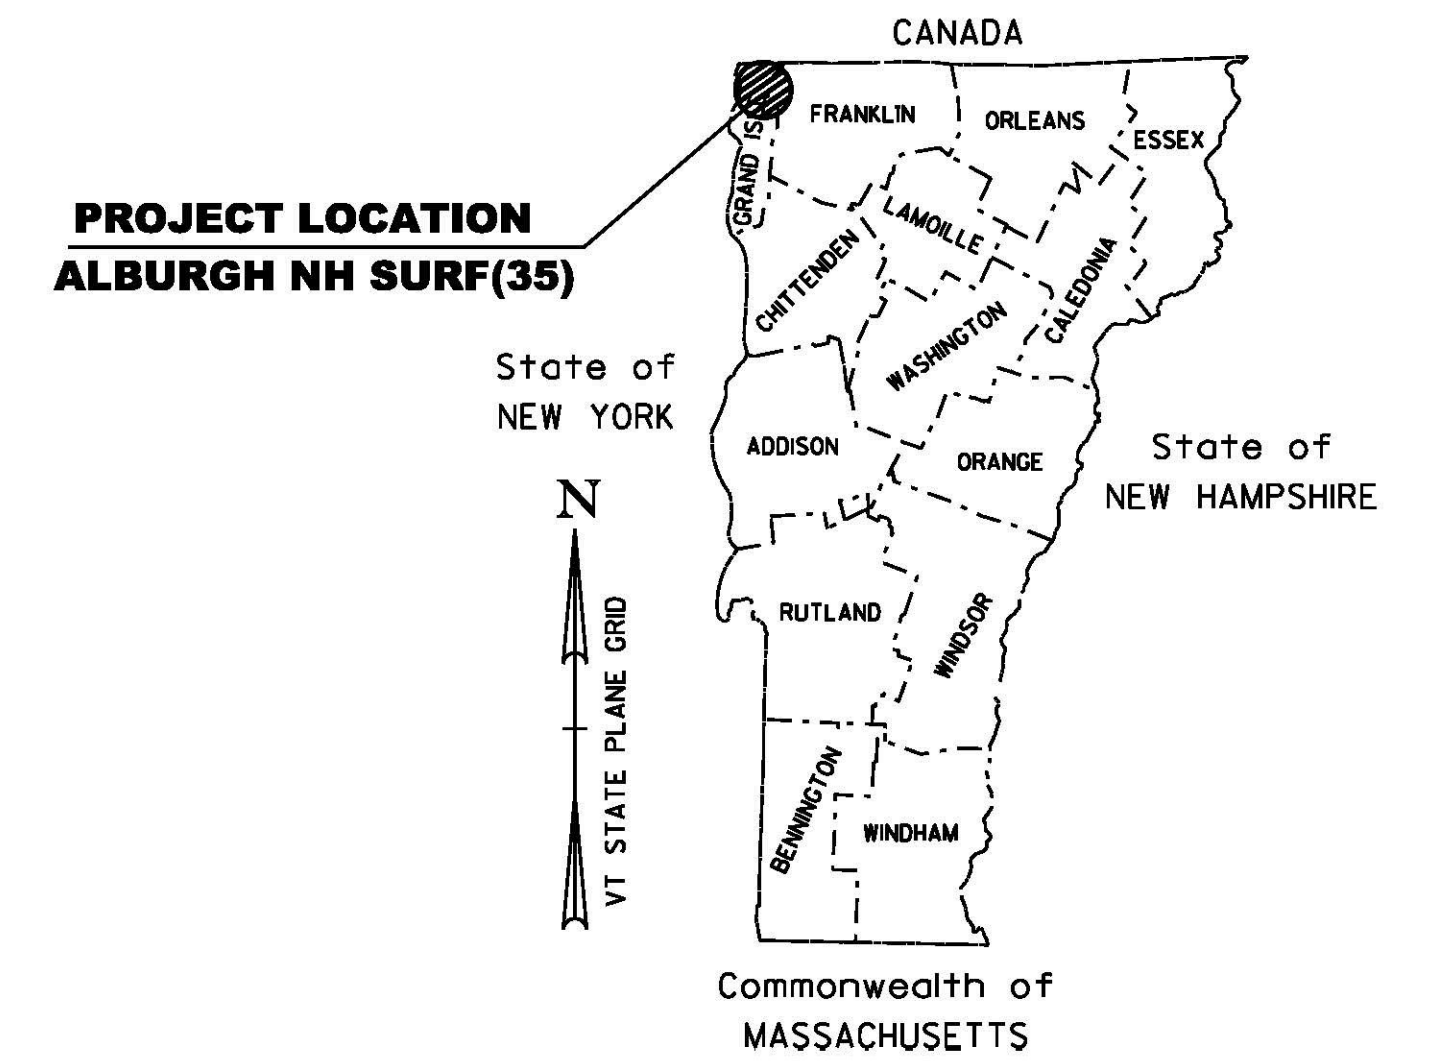 CANADA
FRANKLIN
ORLEANS
ESSEX
GRAND IS
PROJECT LOCATION
ALBURGH NH SURF(35)
LAMOILLE
CHITTENDEN
CALEDONIA
WASHINGTON
State of
NEW YORK
ADDISON
ORANGE
State of
NEW HAMPSHIRE
N
VT STATE PLANE GRID
RUTLAND
WINDSOR
BENNINGTON
WINDHAM
Commonwealth of
MASSACHUSETTS